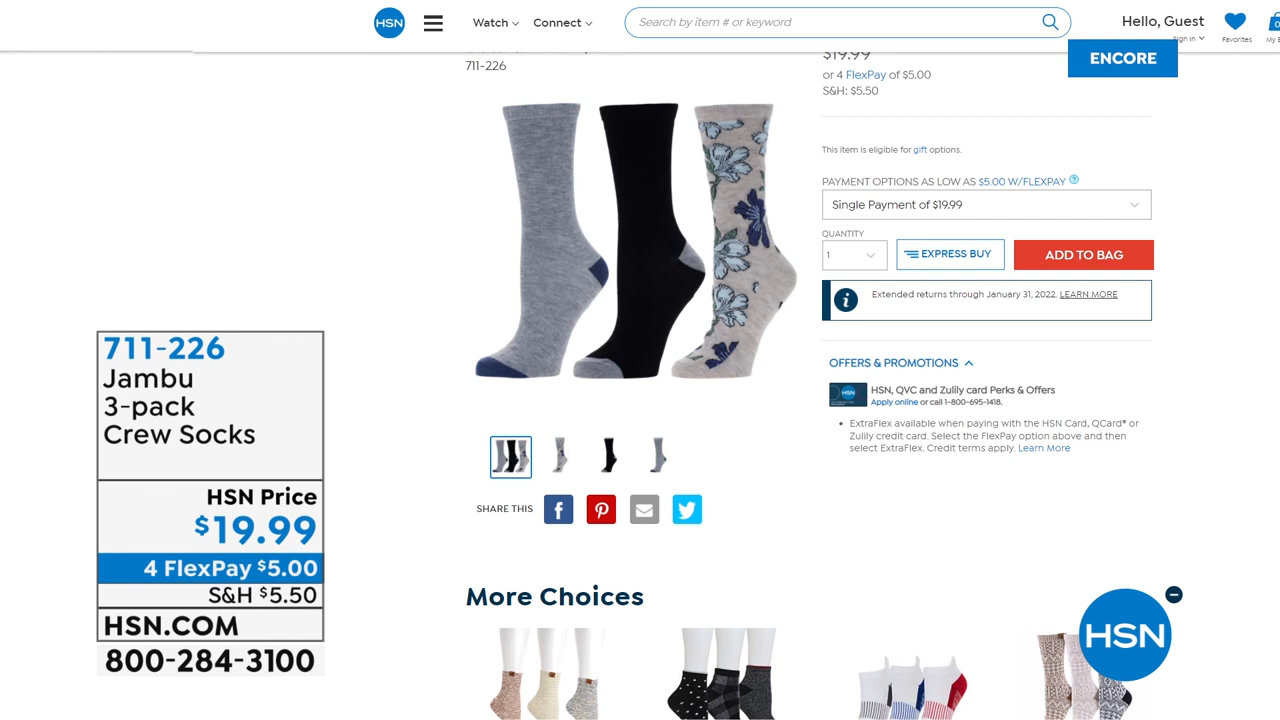 HSN
Watch
Connect
Search by item # or keyword
Hello, Guest
Sign In
Favorites
0
$19.99
ENCORE
711-226
or 4 FlexPay of $5.00
S&H: $5.50
This item is eligible for gift options.
PAYMENT OPTIONS AS LOW AS $5.00 W/FLEXPAY ?
Single Payment of $19.99
QUANTITY
1
EXPRESS BUY
ADD TO BAG
i
Extended returns through January 31, 2022. LEARN MORE
OFFERS & PROMOTIONS
HSN
HSN, QVC and Zulily card Perks & Offers
Apply online or call 1-800-695-1418.
• ExtraFlex available when paying with the HSN Card, QCard® or
Zulily credit card. Select the FlexPay option above and then
select ExtraFlex. Credit terms apply. Learn More
SHARE THIS
More Choices
711-226
Jambu
3-pack
Crew Socks
HSN Price
$19.99
4 FlexPay $5.00
S&H $5.50
HSN.COM
800-284-3100
HSN